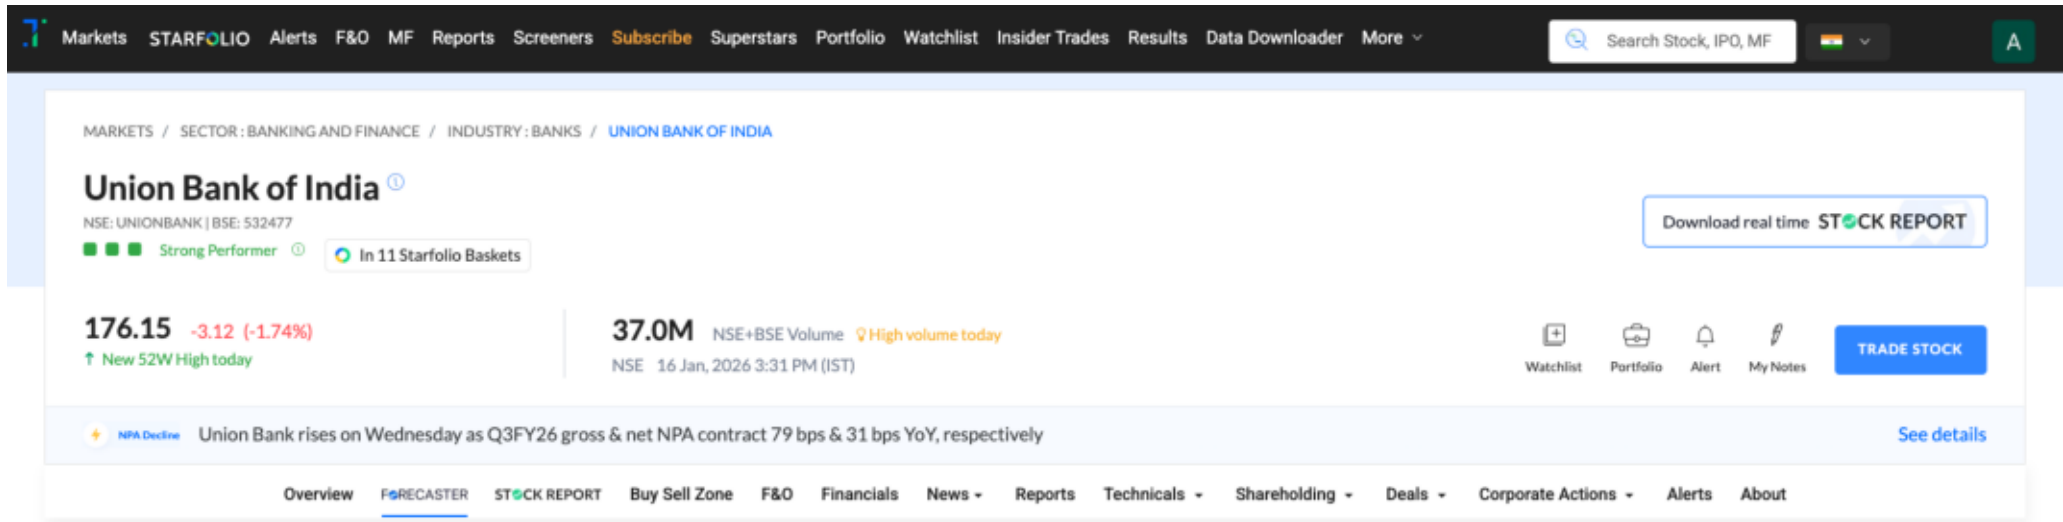 Markets STARFOLIO Alerts F&O MF Reports Screeners Subscribe Superstars Portfolio Watchlist Insider Trades Results Data Downloader More Search Stock, IPO, MF A
MARKETS / SECTOR : BANKING AND FINANCE / INDUSTRY : BANKS / UNION BANK OF INDIA
Union Bank of India
NSE: UNIONBANK | BSE: 532477
Strong Performer In 11 Starfolio Baskets
Download real time STOCK REPORT
176.15 -3.12 (-1.74%)
New 52W High today
37.0M NSE+BSE Volume High volume today
NSE 16 Jan, 2026 3:31 PM (IST)
Watchlist Portfolio Alert My Notes TRADE STOCK
NPA Decline Union Bank rises on Wednesday as Q3FY26 gross & net NPA contract 79 bps & 31 bps YoY, respectively See details
Overview FORECASTER STOCK REPORT Buy Sell Zone F&O Financials News Reports Technicals Shareholding Deals Corporate Actions Alerts About